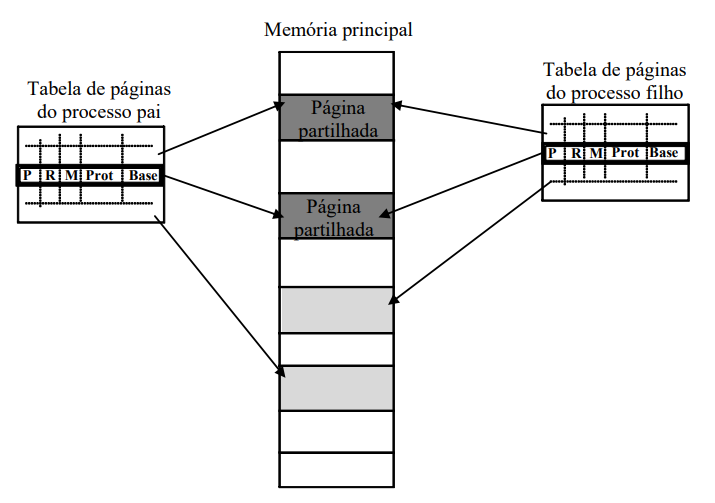 Memória principal
Tabela de páginas
do processo pai
P R M Prot Base
Página
partilhada
Página
partilhada
Tabela de páginas
do processo filho
P R M Prot Base